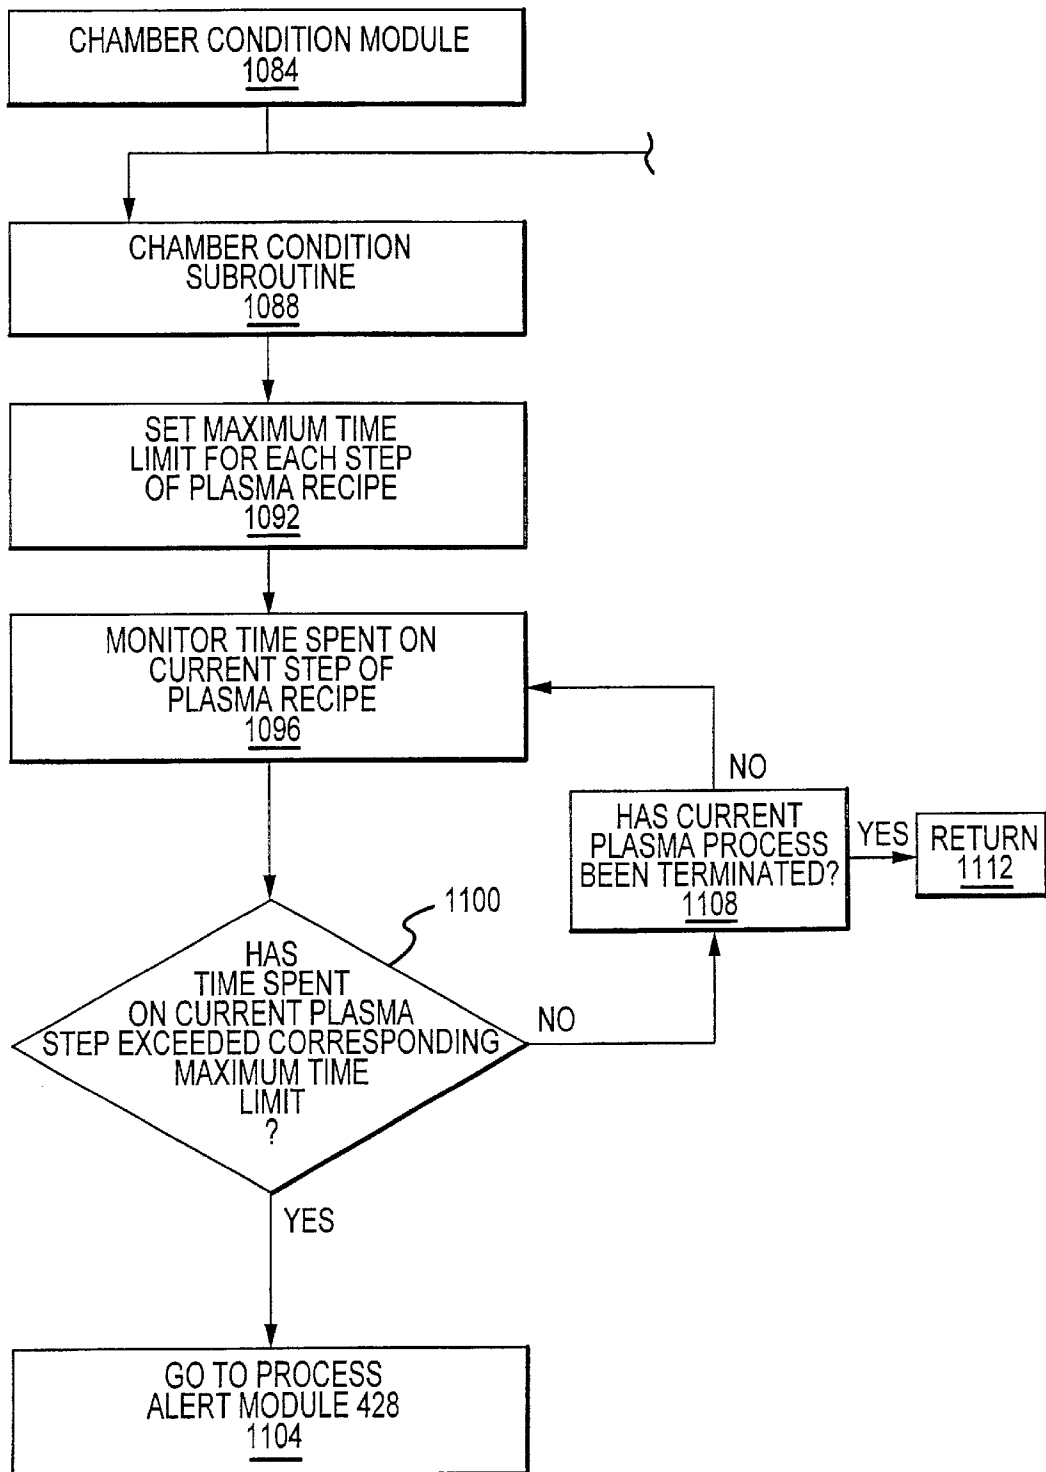 CHAMBER CONDITION MODULE
1084
CHAMBER CONDITION
SUBROUTINE
1088
SET MAXIMUM TIME
LIMIT FOR EACH STEP
OF PLASMA RECIPE
1092
MONITOR TIME SPENT ON
CURRENT STEP OF
PLASMA RECIPE
1096
NO
HAS CURRENT
PLASMA PROCESS
BEEN TERMINATED?
1108
YES
RETURN
1112
1100
HAS
TIME SPENT
ON CURRENT PLASMA
STEP EXCEEDED CORRESPONDING
MAXIMUM TIME
LIMIT
?
NO
YES
GO TO PROCESS
ALERT MODULE 428
1104